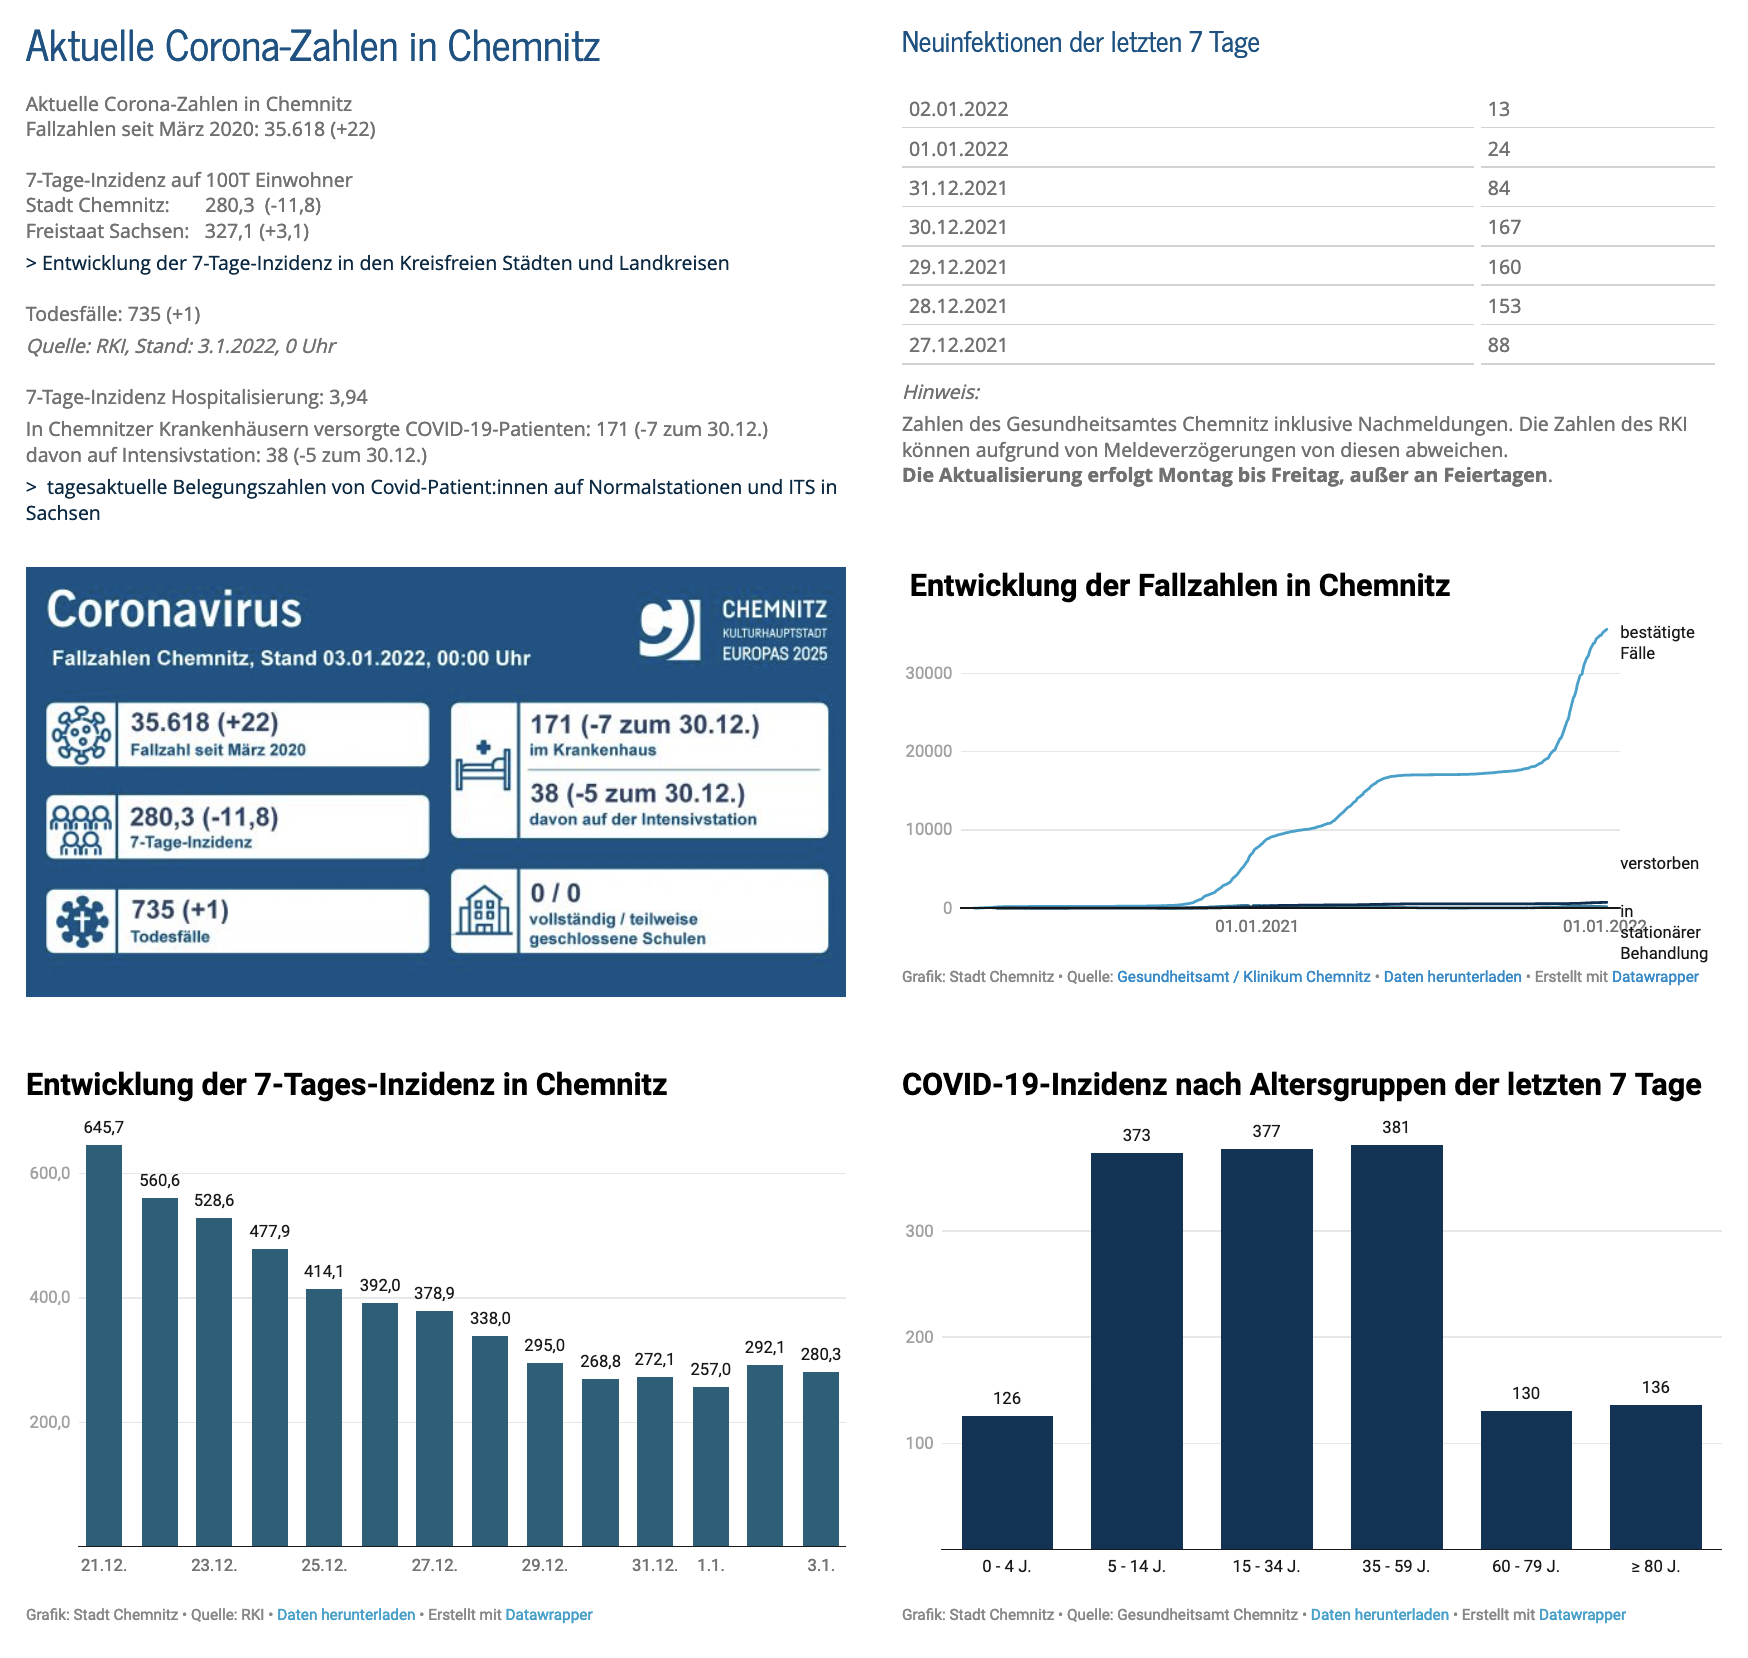 Aktuelle Corona-Zahlen in Chemnitz
Aktuelle Corona-Zahlen in Chemnitz
Fallzahlen seit März 2020: 35.618 (+22)
7-Tage-Inzidenz auf 100T Einwohner
Stadt Chemnitz: 280,3 (-11,8)
Freistaat Sachsen: 327,1 (+3,1)
> Entwicklung der 7-Tage-Inzidenz in den Kreisfreien Städten und Landkreisen
Todesfälle: 735 (+1)
Quelle: RKI, Stand: 3.1.2022, 0 Uhr
7-Tage-Inzidenz Hospitalisierung: 3,94
In Chemnitzer Krankenhäusern versorgte COVID-19-Patienten: 171 (-7 zum 30.12.)
davon auf Intensivstation: 38 (-5 zum 30.12.)
> tagesaktuelle Belegungszahlen von Covid-Patient:innen auf Normalstationen und ITS in
Sachsen
Neuinfektionen der letzten 7 Tage
02.01.2022 13
01.01.2022 24
31.12.2021 84
30.12.2021 167
29.12.2021 160
28.12.2021 153
27.12.2021 88
Hinweis:
Zahlen des Gesundheitsamtes Chemnitz inklusive Nachmeldungen. Die Zahlen des RKI
können aufgrund von Meldeverzögerungen von diesen abweichen.
Die Aktualisierung erfolgt Montag bis Freitag, außer an Feiertagen.
Coronavirus
Fallzahlen Chemnitz, Stand 03.01.2022, 00:00 Uhr
CHEMNITZ
KULTURHAUPTSTADT
EUROPAS 2025
35.618 (+22)
Fallzahl seit März 2020
280,3 (-11,8)
7-Tage-Inzidenz
735 (+1)
Todesfälle
171 (-7 zum 30.12.)
im Krankenhaus
38 (-5 zum 30.12.)
davon auf der Intensivstation
0 / 0
vollständig / teilweise
geschlossene Schulen
Entwicklung der Fallzahlen in Chemnitz
bestätigte
Fälle
30000
20000
10000
verstorben
0
in
01.01.2021 01.01.2022
stationärer
Behandlung
Grafik: Stadt Chemnitz • Quelle: Gesundheitsamt / Klinikum Chemnitz • Daten herunterladen • Erstellt mit Datawrapper
Entwicklung der 7-Tages-Inzidenz in Chemnitz
600,0
400,0
200,0
645,7
560,6
528,6
477,9
414,1
392,0
378,9
338,0
295,0
268,8
272,1
257,0
292,1
280,3
21.12. 23.12. 25.12. 27.12. 29.12. 31.12. 1.1. 3.1.
Grafik: Stadt Chemnitz • Quelle: RKI • Daten herunterladen • Erstellt mit Datawrapper
COVID-19-Inzidenz nach Altersgruppen der letzten 7 Tage
300
200
100
126
373
377
381
130
136
0 - 4 J. 5 - 14 J. 15 - 34 J. 35 - 59 J. 60 - 79 J. ≥ 80 J.
Grafik: Stadt Chemnitz • Quelle: Gesundheitsamt Chemnitz • Daten herunterladen • Erstellt mit Datawrapper